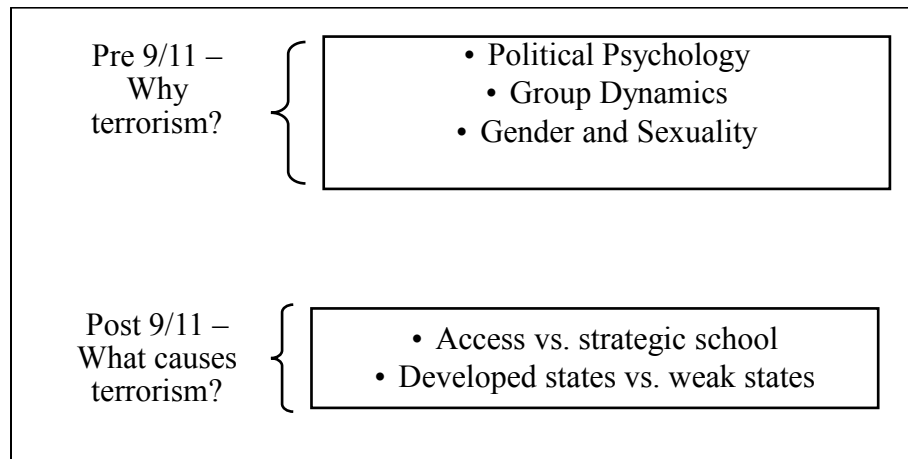 Pre 9/11 –
Why
terrorism?
• Political Psychology
• Group Dynamics
• Gender and Sexuality
Post 9/11 –
What causes
terrorism?
• Access vs. strategic school
• Developed states vs. weak states